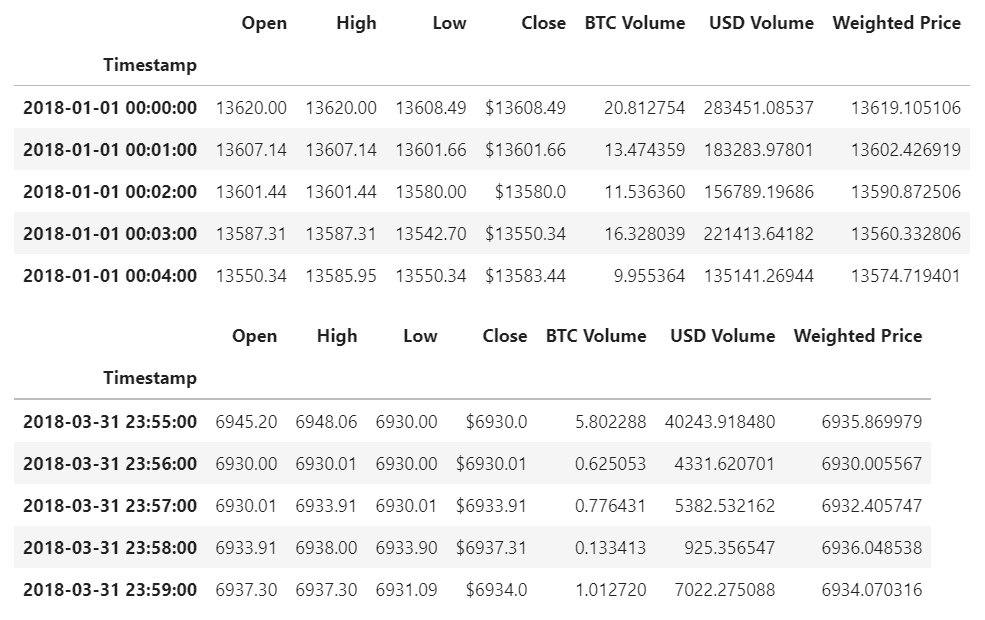 Open High Low Close BTC Volume USD Volume Weighted Price
Timestamp
2018-01-01 00:00:00 13620.00 13620.00 13608.49 $13608.49 20.812754 283451.08537 13619.105106
2018-01-01 00:01:00 13607.14 13607.14 13601.66 $13601.66 13.474359 183283.97801 13602.426919
2018-01-01 00:02:00 13601.44 13601.44 13580.00 $13580.0 11.536360 156789.19686 13590.872506
2018-01-01 00:03:00 13587.31 13587.31 13542.70 $13550.34 16.328039 221413.64182 13560.332806
2018-01-01 00:04:00 13550.34 13585.95 13550.34 $13583.44 9.955364 135141.26944 13574.719401
Open High Low Close BTC Volume USD Volume Weighted Price
Timestamp
2018-03-31 23:55:00 6945.20 6948.06 6930.00 $6930.0 5.802288 40243.918480 6935.869979
2018-03-31 23:56:00 6930.00 6930.01 6930.00 $6930.01 0.625053 4331.620701 6930.005567
2018-03-31 23:57:00 6930.01 6933.91 6930.01 $6933.91 0.776431 5382.532162 6932.405747
2018-03-31 23:58:00 6933.91 6938.00 6933.90 $6937.31 0.133413 925.356547 6936.048538
2018-03-31 23:59:00 6937.30 6937.30 6931.09 $6934.0 1.012720 7022.275088 6934.070316